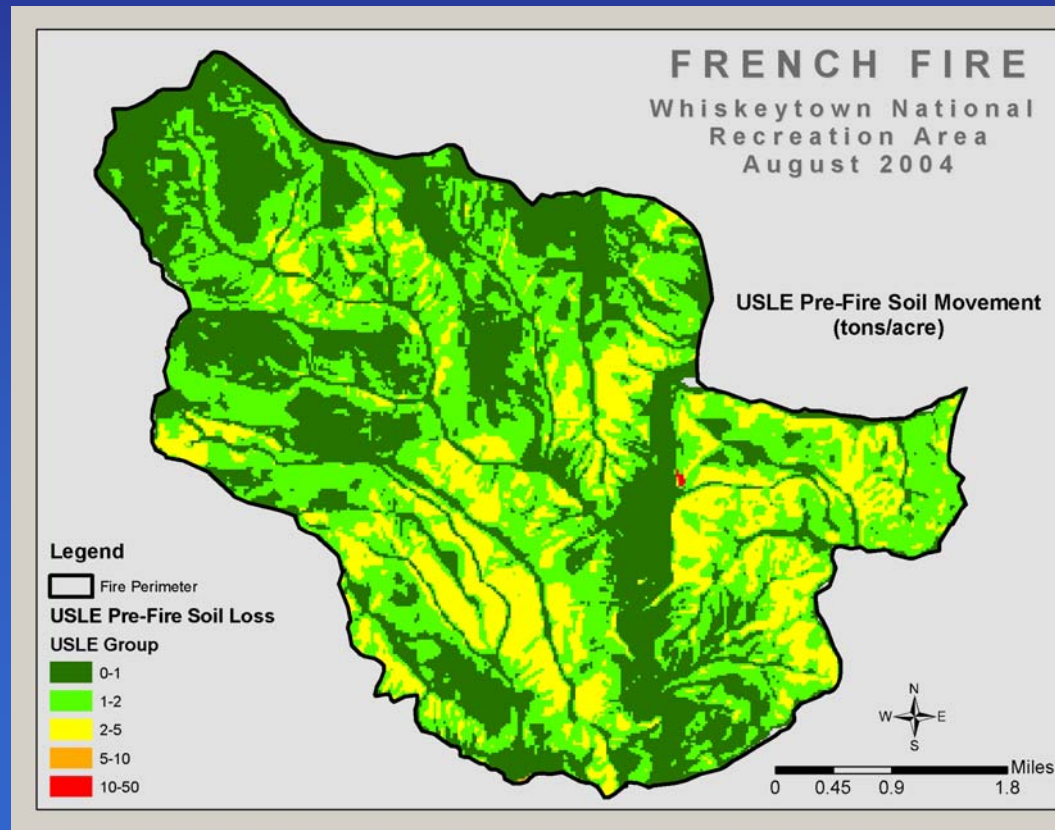 FRENCH FIRE
Whiskeytown National
Recreation Area
August 2004
USLE Pre-Fire Soil Movement
(tons/acre)
Legend
Fire Perimeter
USLE Pre-Fire Soil Loss
USLE Group
0-1
1-2
2-5
5-10
10-50
N
W E
S
Miles
0 0.45 0.9 1.8